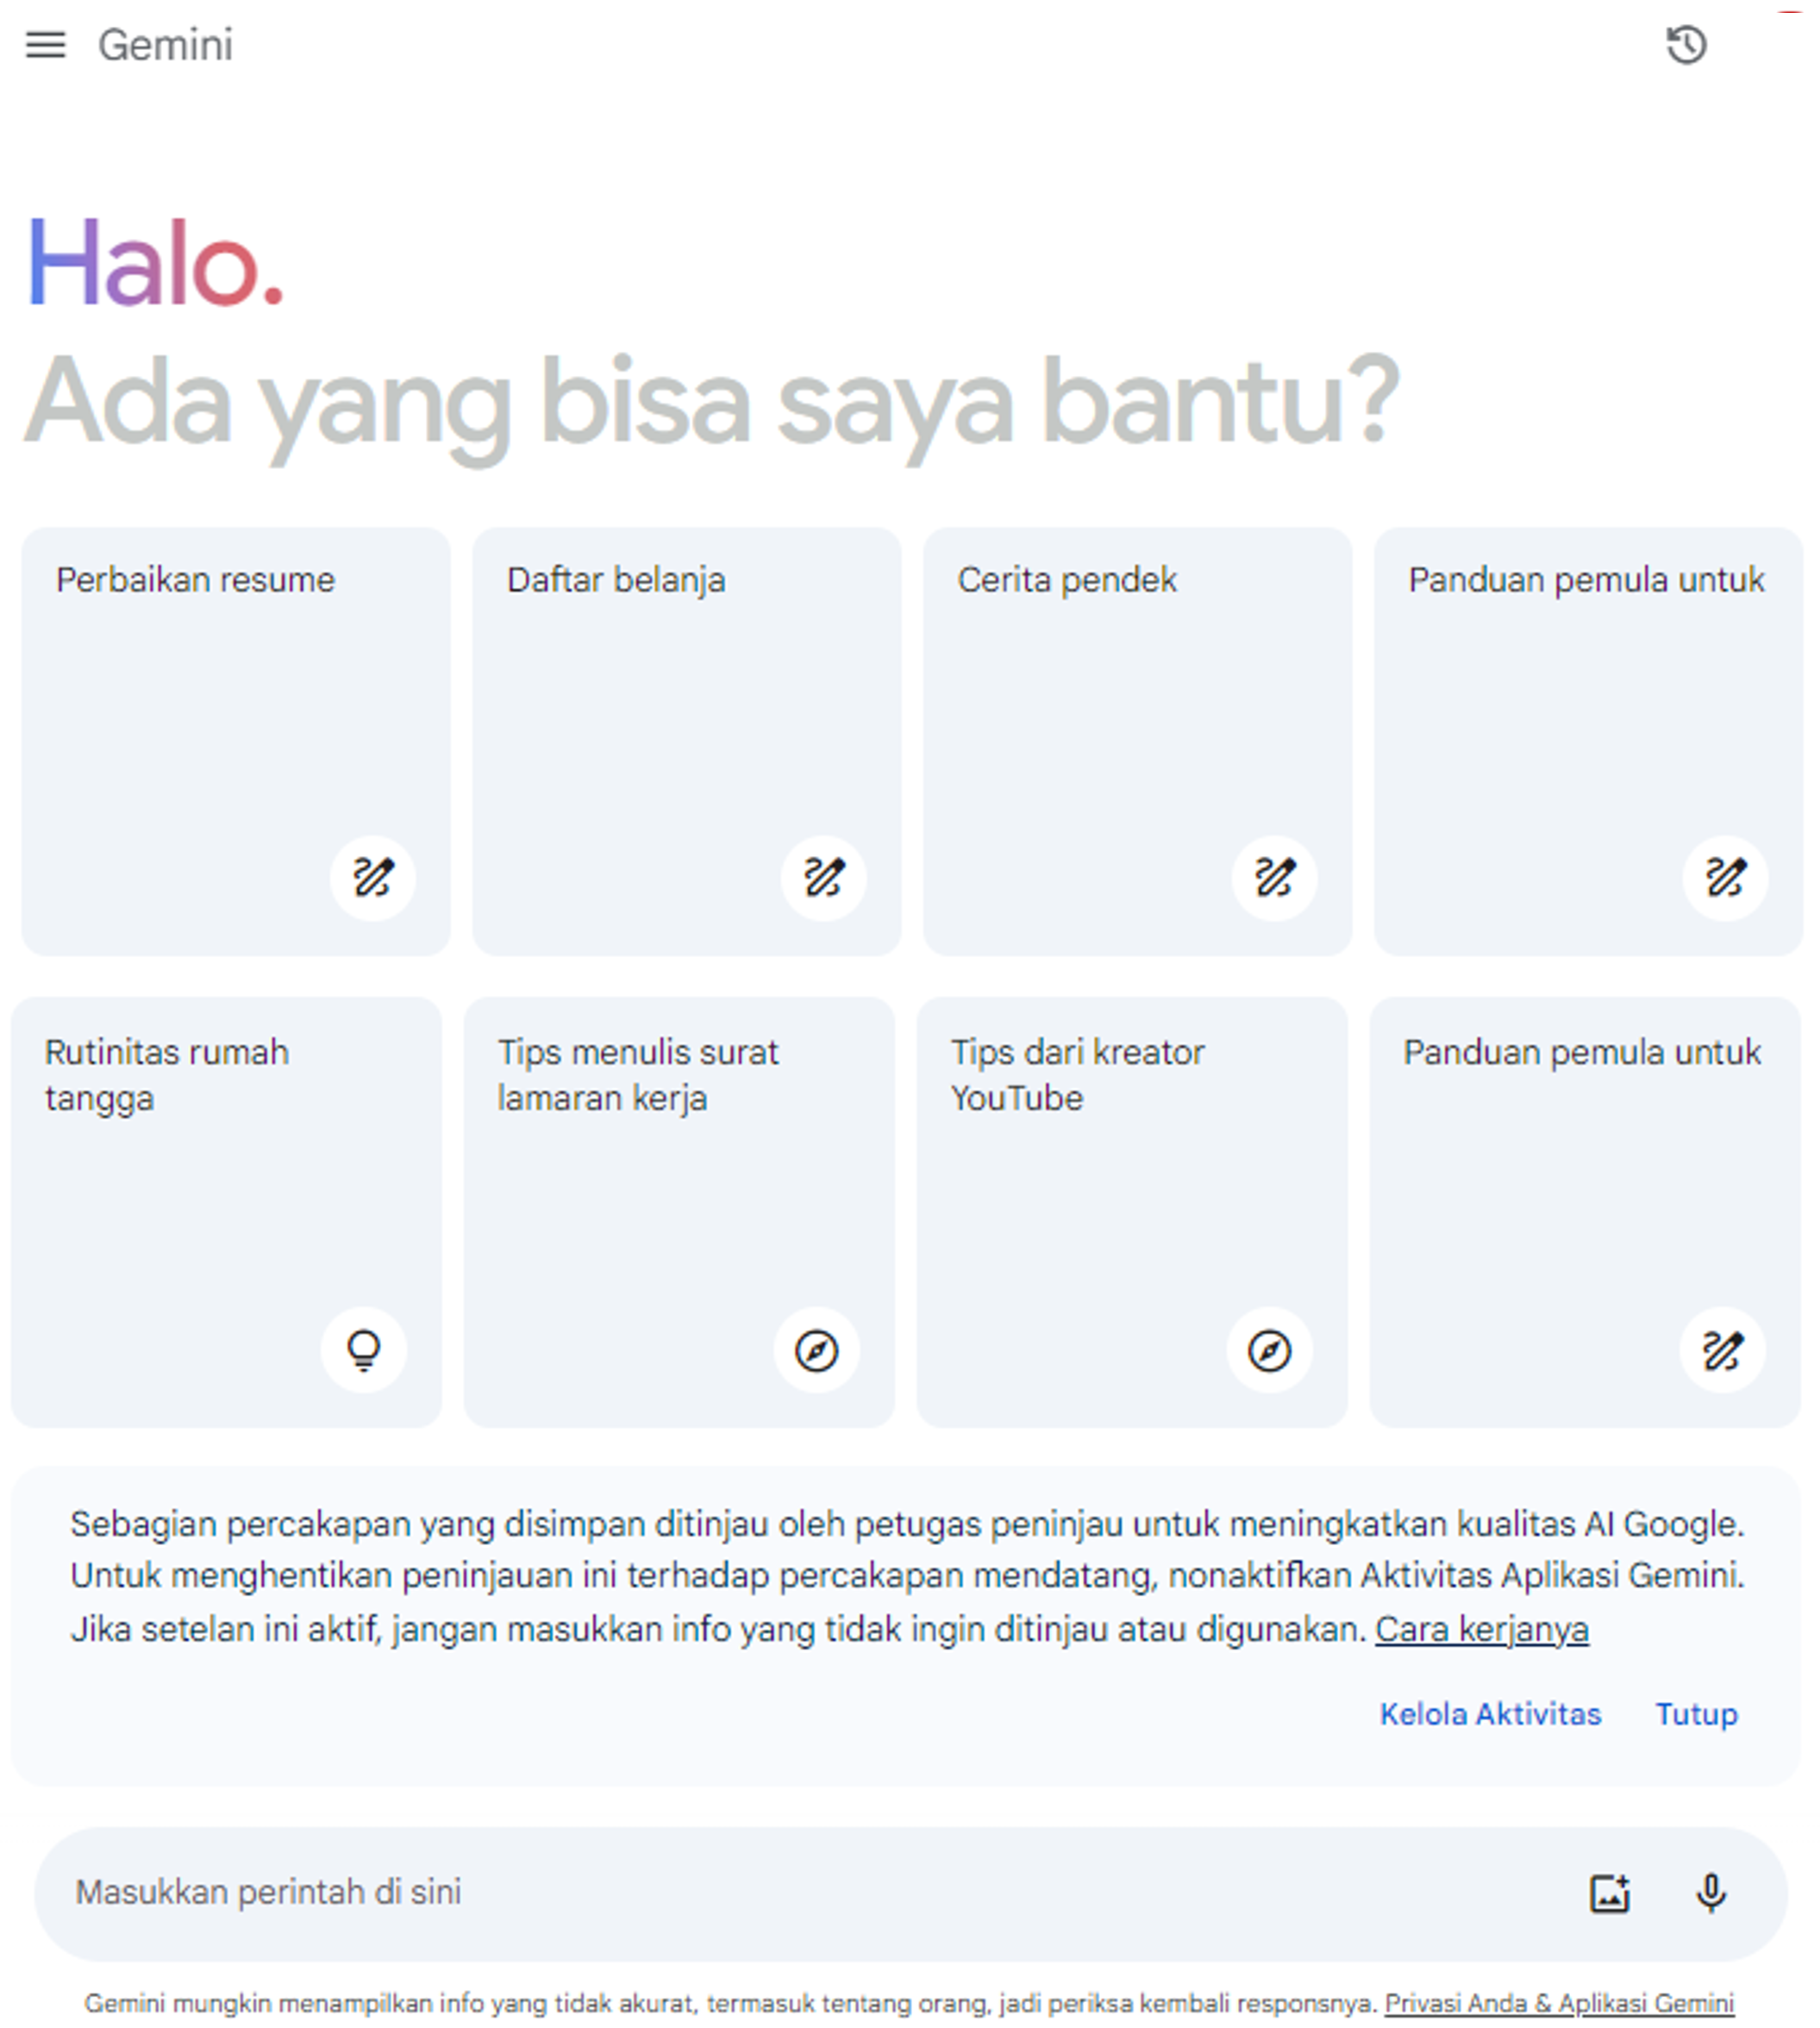 Gemini
Halo.
Ada yang bisa saya bantu?
Perbaikan resume
Daftar belanja
Cerita pendek
Panduan pemula untuk
Rutinitas rumah
tangga
Tips menulis surat
lamaran kerja
Tips dari kreator
YouTube
Panduan pemula untuk
Sebagian percakapan yang disimpan ditinjau oleh petugas peninjau untuk meningkatkan kualitas AI Google.
Untuk menghentikan peninjauan ini terhadap percakapan mendatang, nonaktifkan Aktivitas Aplikasi Gemini.
Jika setelan ini aktif, jangan masukkan info yang tidak ingin ditinjau atau digunakan. Cara kerjanya
Kelola Aktivitas Tutup
Masukkan perintah di sini
Gemini mungkin menampilkan info yang tidak akurat, termasuk tentang orang, jadi periksa kembali responsnya. Privasi Anda & Aplikasi Gemini